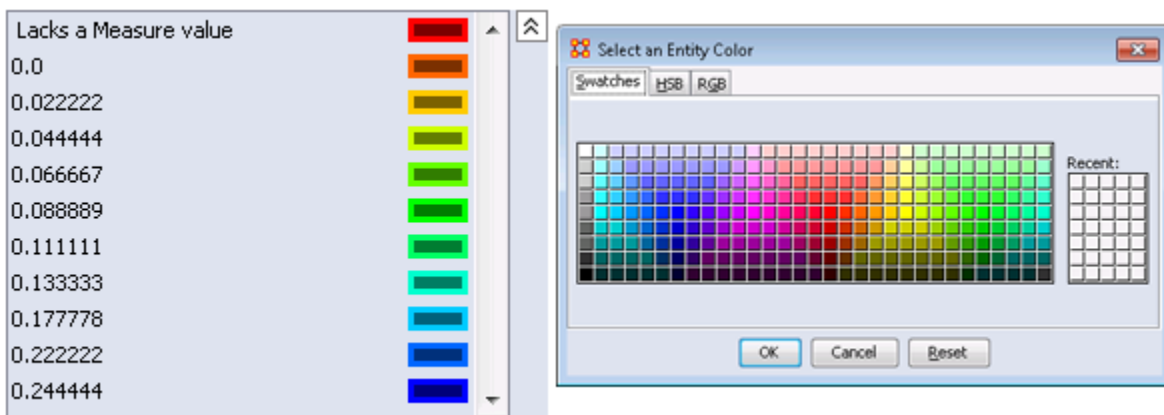 Lacks a Measure value
0.0
0.022222
0.044444
0.066667
0.088889
0.111111
0.133333
0.177778
0.222222
0.244444
Select an Entity Color
Swatches HSB RGB
Recent:
OK Cancel Reset